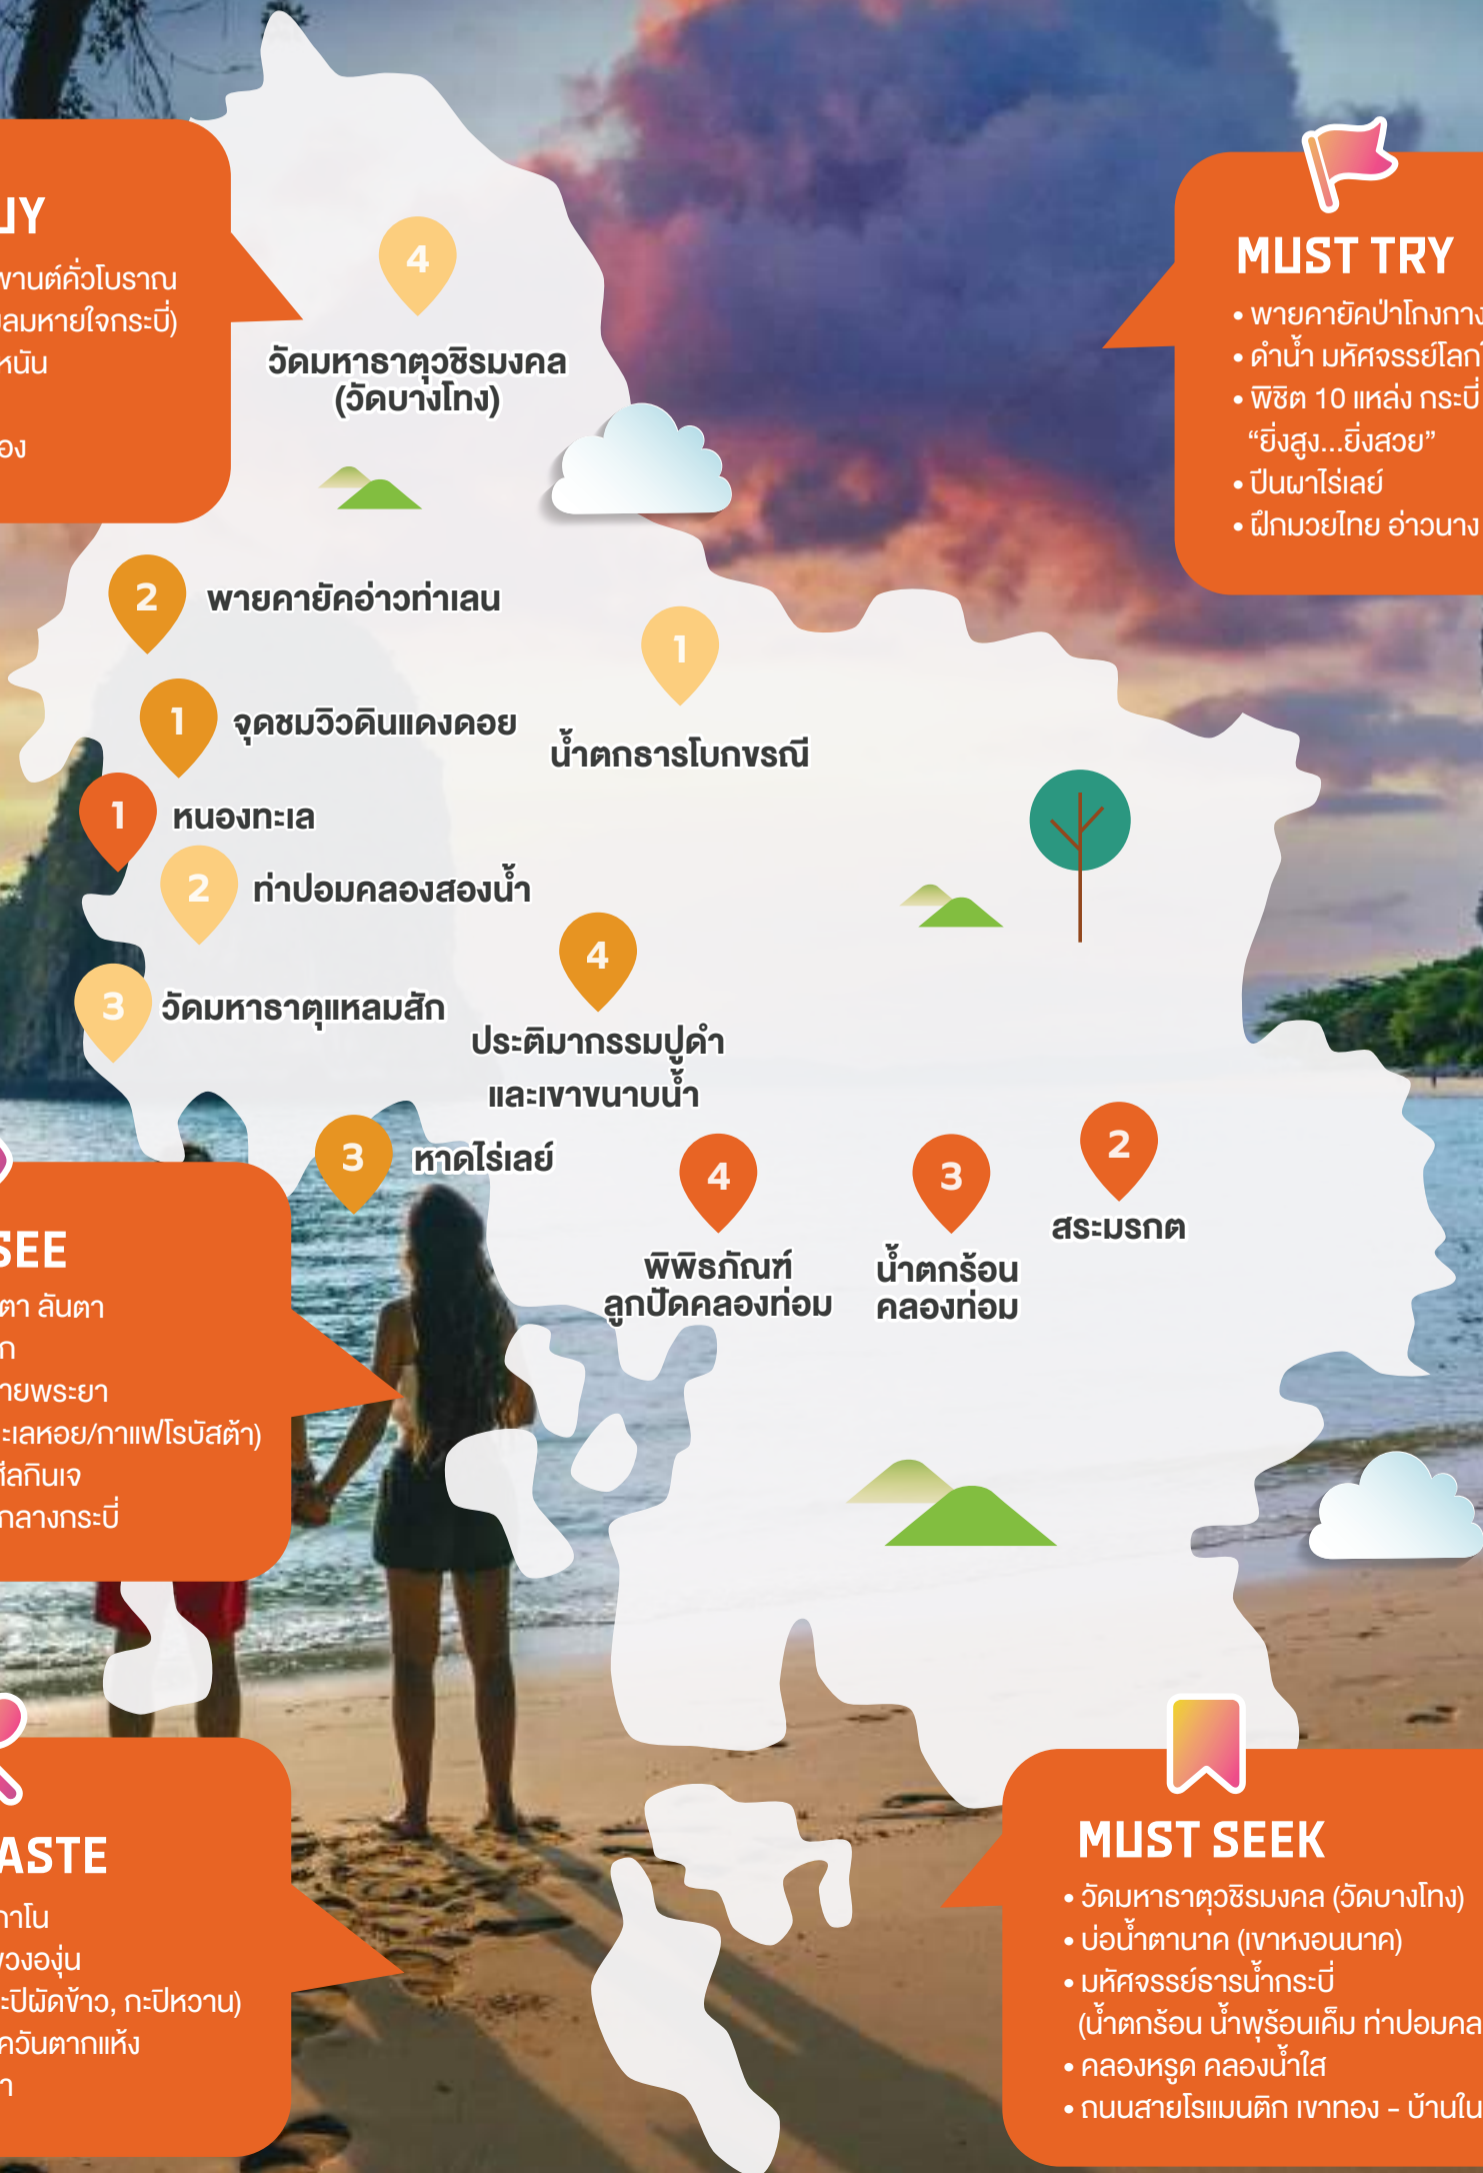 UY
พานต์คั่วโบราณ
ลมหายใจกระบี่)
หนัน
อง
MUST TRY
• พายคายัคป่าโกงกาง
• ดำน้ำ มหัศจรรย์โลก
• พิชิต 10 แหล่ง กระบี่
“ยิ่งสูง...ยิ่งสวย”
• ปีนผาไร่เลย์
• ฝึกมวยไทย อ่าวนาง
4
วัดมหาธาตุวชิรมงคล
(วัดบางโทง)
2 พายคายัคอ่าวท่าเลน
1
น้ำตกธารโบกขรณี
1 จุดชมวิวดินแดงดอย
1 หนองทะเล
2 ท่าปอมคลองสองน้ำ
3 วัดมหาธาตุแหลมสัก
4
ประติมากรรมปูดำ
และเขาขนาบน้ำ
3 หาดไร่เลย์
4
พิพิธภัณฑ์
ลูกปัดคลองท่อม
3
น้ำตกร้อน
คลองท่อม
2
สระมรกต
SEE
ตา ลันตา
ก
ายพระยา
ะเลหอย/กาแฟโรบัสต้า)
ศีลกินเจ
กลางกระบี่
ASTE
กาโน
พวงองุ่น
ะปิผัดข้าว, กะปิหวาน)
ควันตากแห้ง
า
MUST SEEK
• วัดมหาธาตุวชิรมงคล (วัดบางโทง)
• บ่อน้ำตานาค (เขาหงอนนาค)
• มหัศจรรย์ธารน้ำกระบี่
(น้ำตกร้อน น้ำพุร้อนเค็ม ท่าปอมคล
• คลองหรูด คลองน้ำใส
• ถนนสายโรแมนติก เขาทอง - บ้านใน